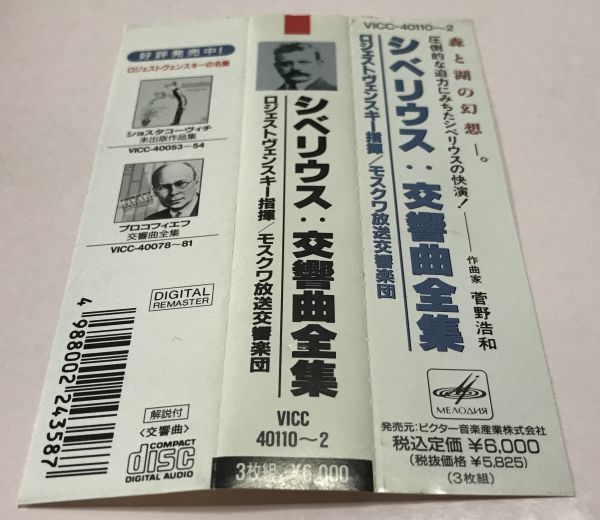 好評発売中!
ロジェストヴェンスキーの名盤
ショスタコーヴィチ
未出版作品集
VICC-40053〜54
プロコフィエフ
交響曲全集
VICC-40078〜81
DIGITAL
REMASTER
4 988002 243587
解説付
〈交響曲〉
COMPACT
disc
DIGITAL AUDIO
シベリウス:交響曲全集
ロジェストヴェンスキー指揮/モスクワ放送交響楽団
VICC
40110〜2
3枚組 ¥6,000
VICC-40110〜2
森と湖の幻想—。
圧倒的な迫力にみちたシベリウスの快演!
——作曲家 菅野浩和
シベリウス:交響曲全集
ロジェストヴェンスキー指揮/モスクワ放送交響楽団
МЕЛОДИЯ
発売元:ビクター音楽産業株式会社
税込定価 ¥6,000
(税抜価格 ¥5,825)
(3枚組)